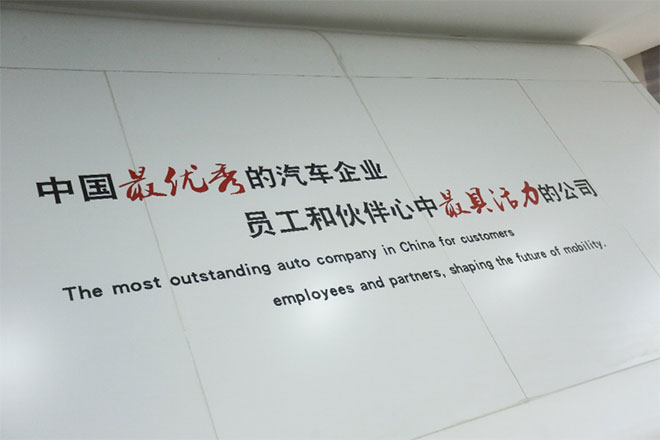 中国最优秀的汽车企业
员工和伙伴心中最具活力的公司
The most outstanding auto company in China for customers
employees and partners, shaping the future of mobility.